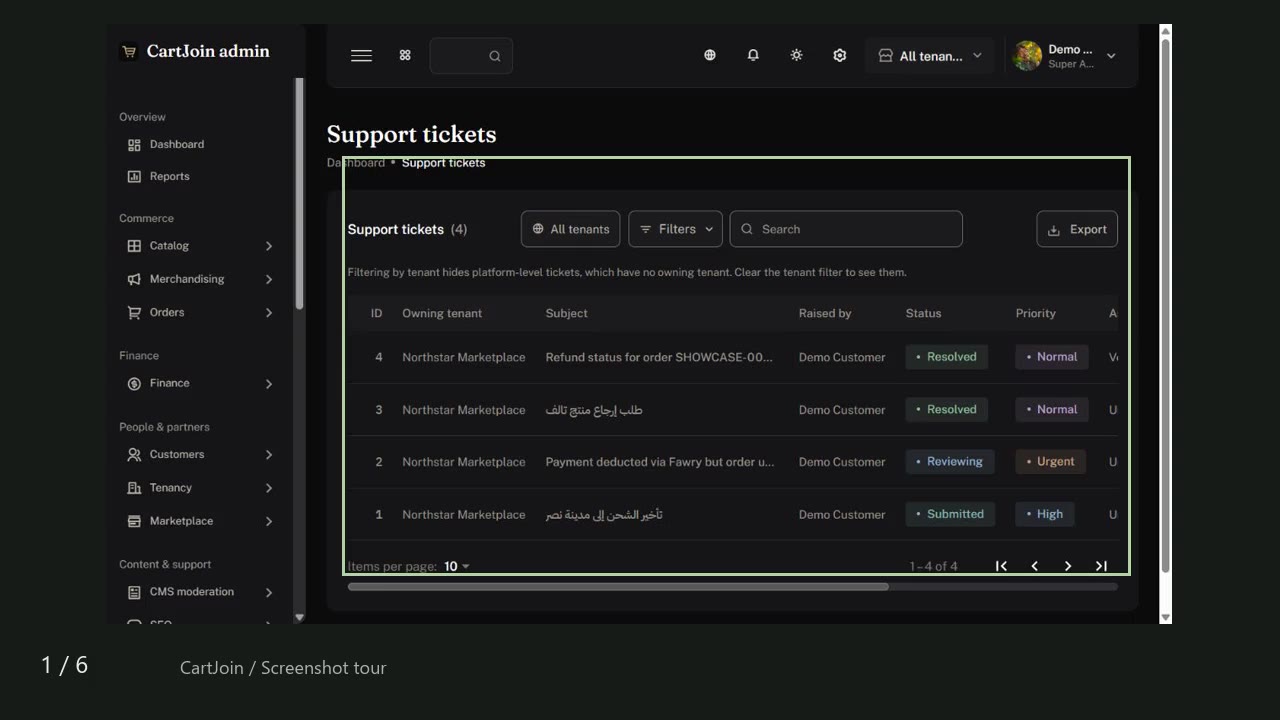 CartJoin admin
All tenan...
Demo ...
Super A...
Overview
Dashboard
Reports
Commerce
Catalog
Merchandising
Orders
Finance
Finance
People & partners
Customers
Tenancy
Marketplace
Content & support
CMS moderation
Support tickets
Dashboard • Support tickets
Support tickets (4)
All tenants
Filters
Search
Export
Filtering by tenant hides platform-level tickets, which have no owning tenant. Clear the tenant filter to see them.
ID Owning tenant Subject Raised by Status Priority
4 Northstar Marketplace Refund status for order SHOWCASE-00... Demo Customer • Resolved • Normal
3 Northstar Marketplace طلب إرجاع منتج تالف Demo Customer • Resolved • Normal
2 Northstar Marketplace Payment deducted via Fawry but order u... Demo Customer • Reviewing • Urgent
1 Northstar Marketplace تأخير الشحن إلى مدينة نصر Demo Customer • Submitted • High
Items per page: 10 1–4 of 4
1 / 6 CartJoin / Screenshot tour